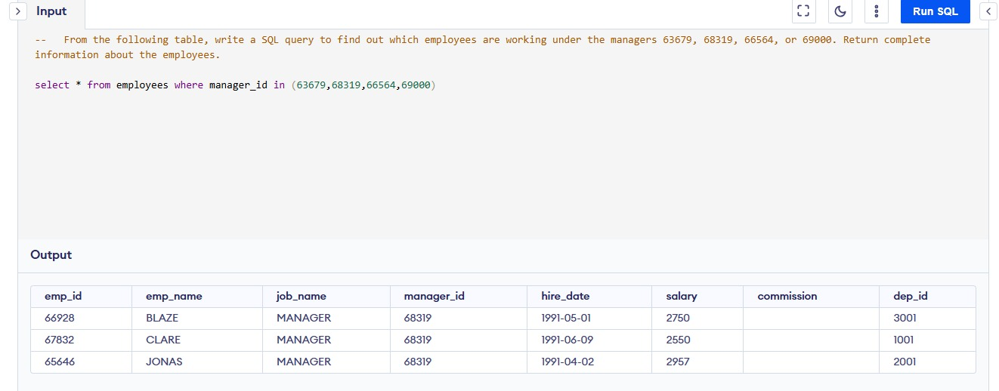 Input
Run SQL
--   From the following table, write a SQL query to find out which employees are working under the managers 63679, 68319, 66564, or 69000. Return complete
information about the employees.
select * from employees where manager_id in (63679,68319,66564,69000)
Output
emp_id emp_name job_name manager_id hire_date salary commission dep_id
66928 BLAZE MANAGER 68319 1991-05-01 2750 3001
67832 CLARE MANAGER 68319 1991-06-09 2550 1001
65646 JONAS MANAGER 68319 1991-04-02 2957 2001